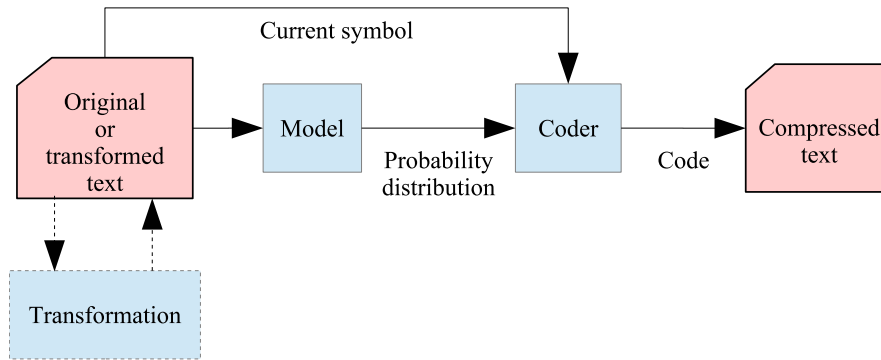 Current symbol
Original
or
transformed
text
Model
Probability
distribution
Coder
Code
Compressed
text
Transformation